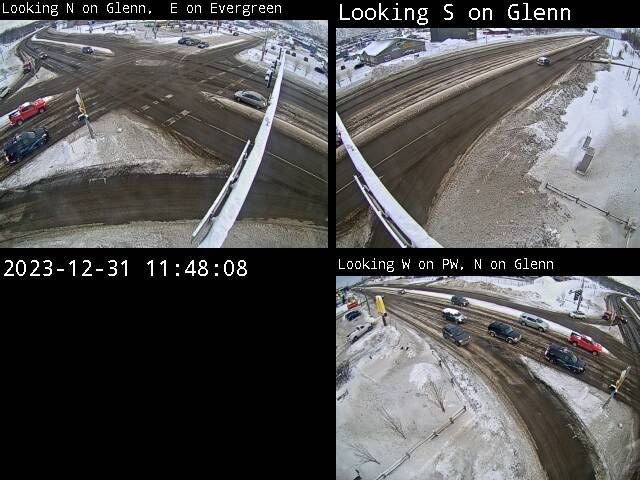 Looking N on Glenn, E on Evergreen
Looking S on Glenn
2023-12-31 11:48:08
Looking W on PW, N on Glenn